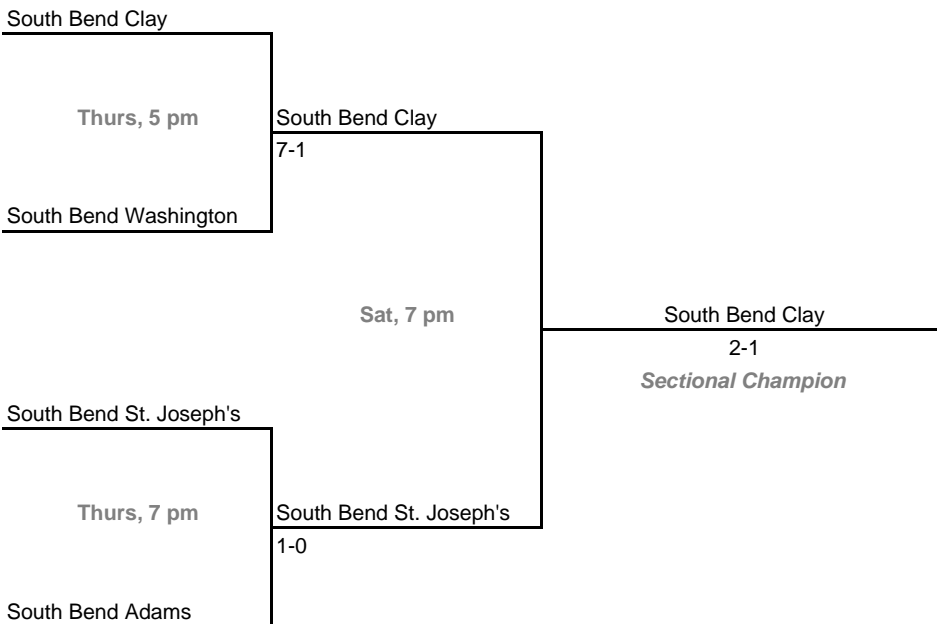 South Bend Clay
Thurs, 5 pm
South Bend Clay
7-1
South Bend Washington
Sat, 7 pm
South Bend Clay
2-1
Sectional Champion
South Bend St. Joseph's
Thurs, 7 pm
South Bend St. Joseph's
1-0
South Bend Adams